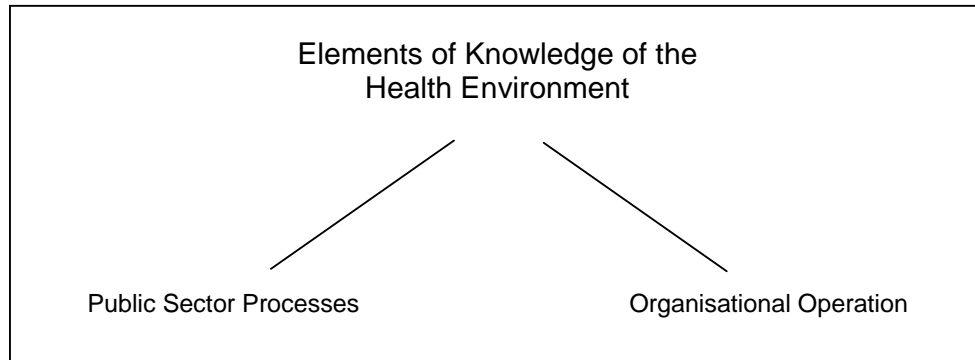 Elements of Knowledge of the
Health Environment
Public Sector Processes
Organisational Operation